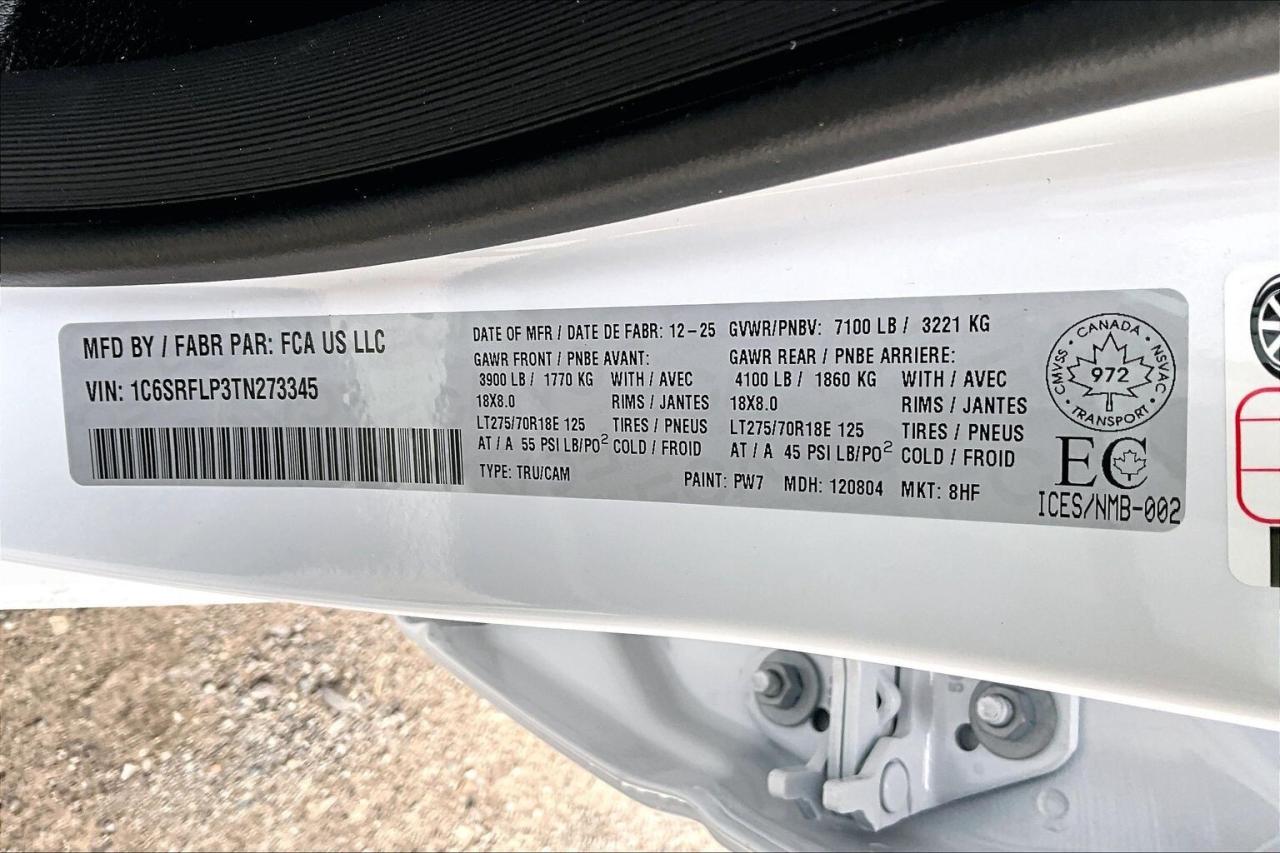 MFD BY / FABR PAR: FCA US LLC
VIN: 1C6SRFLP3TN273345
DATE OF MFR / DATE DE FABR: 12-25 GVWR/PNBV: 7100 LB / 3221 KG
GAWR FRONT / PNBE AVANT: GAWR REAR / PNBE ARRIERE:
3900 LB / 1770 KG WITH / AVEC 4100 LB / 1860 KG WITH / AVEC
18X8.0 RIMS / JANTES 18X8.0 RIMS / JANTES
LT275/70R18E 125 TIRES / PNEUS LT275/70R18E 125 TIRES / PNEUS
AT / A 55 PSI LB/PO² COLD / FROID AT / A 45 PSI LB/PO² COLD / FROID
TYPE: TRU/CAM PAINT: PW7 MDH: 120804 MKT: 8HF
CANADA
CMVSS 972 NSVAC
TRANSPORT
EC
ICES/NMB-002